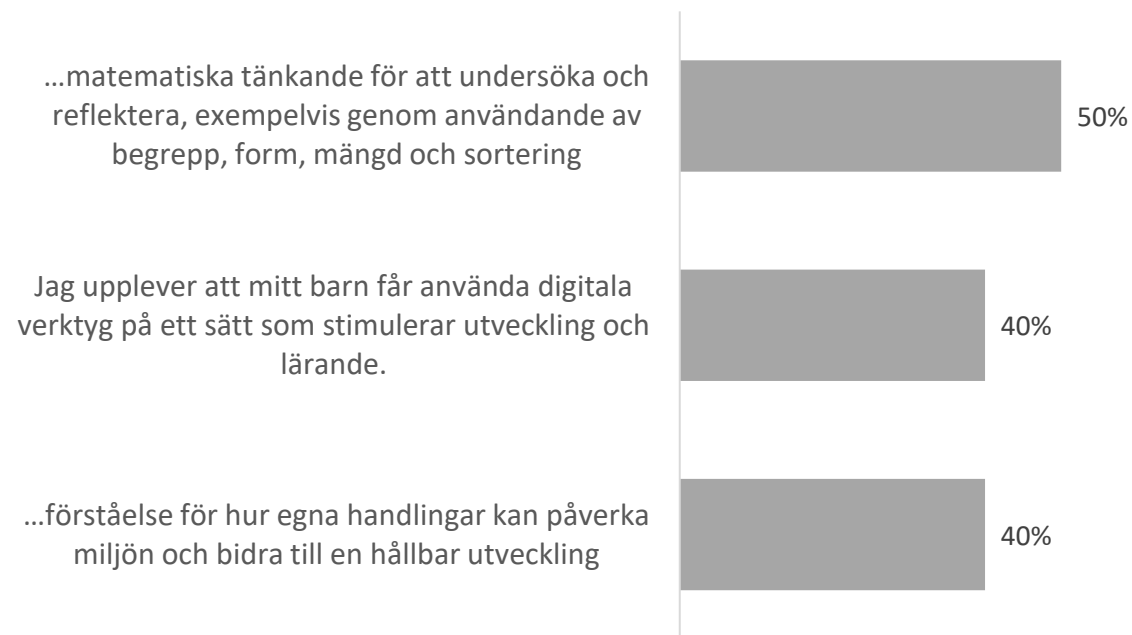 …matematiska tänkande för att undersöka och
reflektera, exempelvis genom användande av
begrepp, form, mängd och sortering
50%
Jag upplever att mitt barn får använda digitala
verktyg på ett sätt som stimulerar utveckling och
lärande.
40%
…förståelse för hur egna handlingar kan påverka
miljön och bidra till en hållbar utveckling
40%